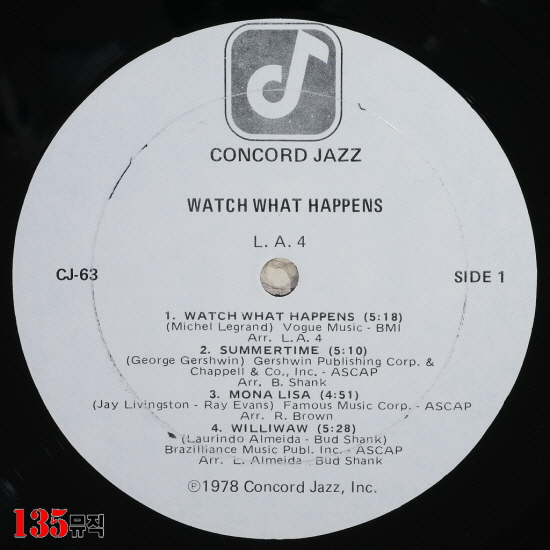 CONCORD JAZZ
WATCH WHAT HAPPENS
L. A. 4
CJ-63
SIDE 1
1. WATCH WHAT HAPPENS (5:18)
(Michel Legrand) Vogue Music - BMI
Arr. L.A. 4
2. SUMMERTIME (5:10)
(George Gershwin) Gershwin Publishing Corp. &
Chappell & Co., Inc. - ASCAP
Arr. B. Shank
3. MONA LISA (4:51)
(Jay Livingston - Ray Evans) Famous Music Corp. - ASCAP
Arr. R. Brown
4. WILLIWAW (5:28)
(Laurindo Almeida - Bud Shank)
Brazilliance Music Publ. Inc. - ASCAP
Arr. L. Almeida - Bud Shank
℗1978 Concord Jazz, Inc.
135뮤직